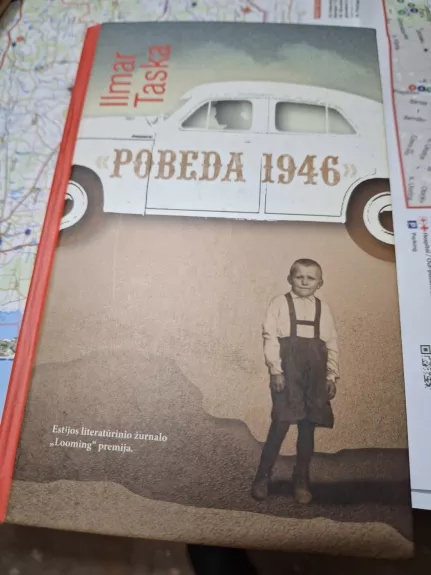 Ilmar
Taska
«POBEDA 1946»
Estijos literatūrinio žurnalo
„Looming“ premija.